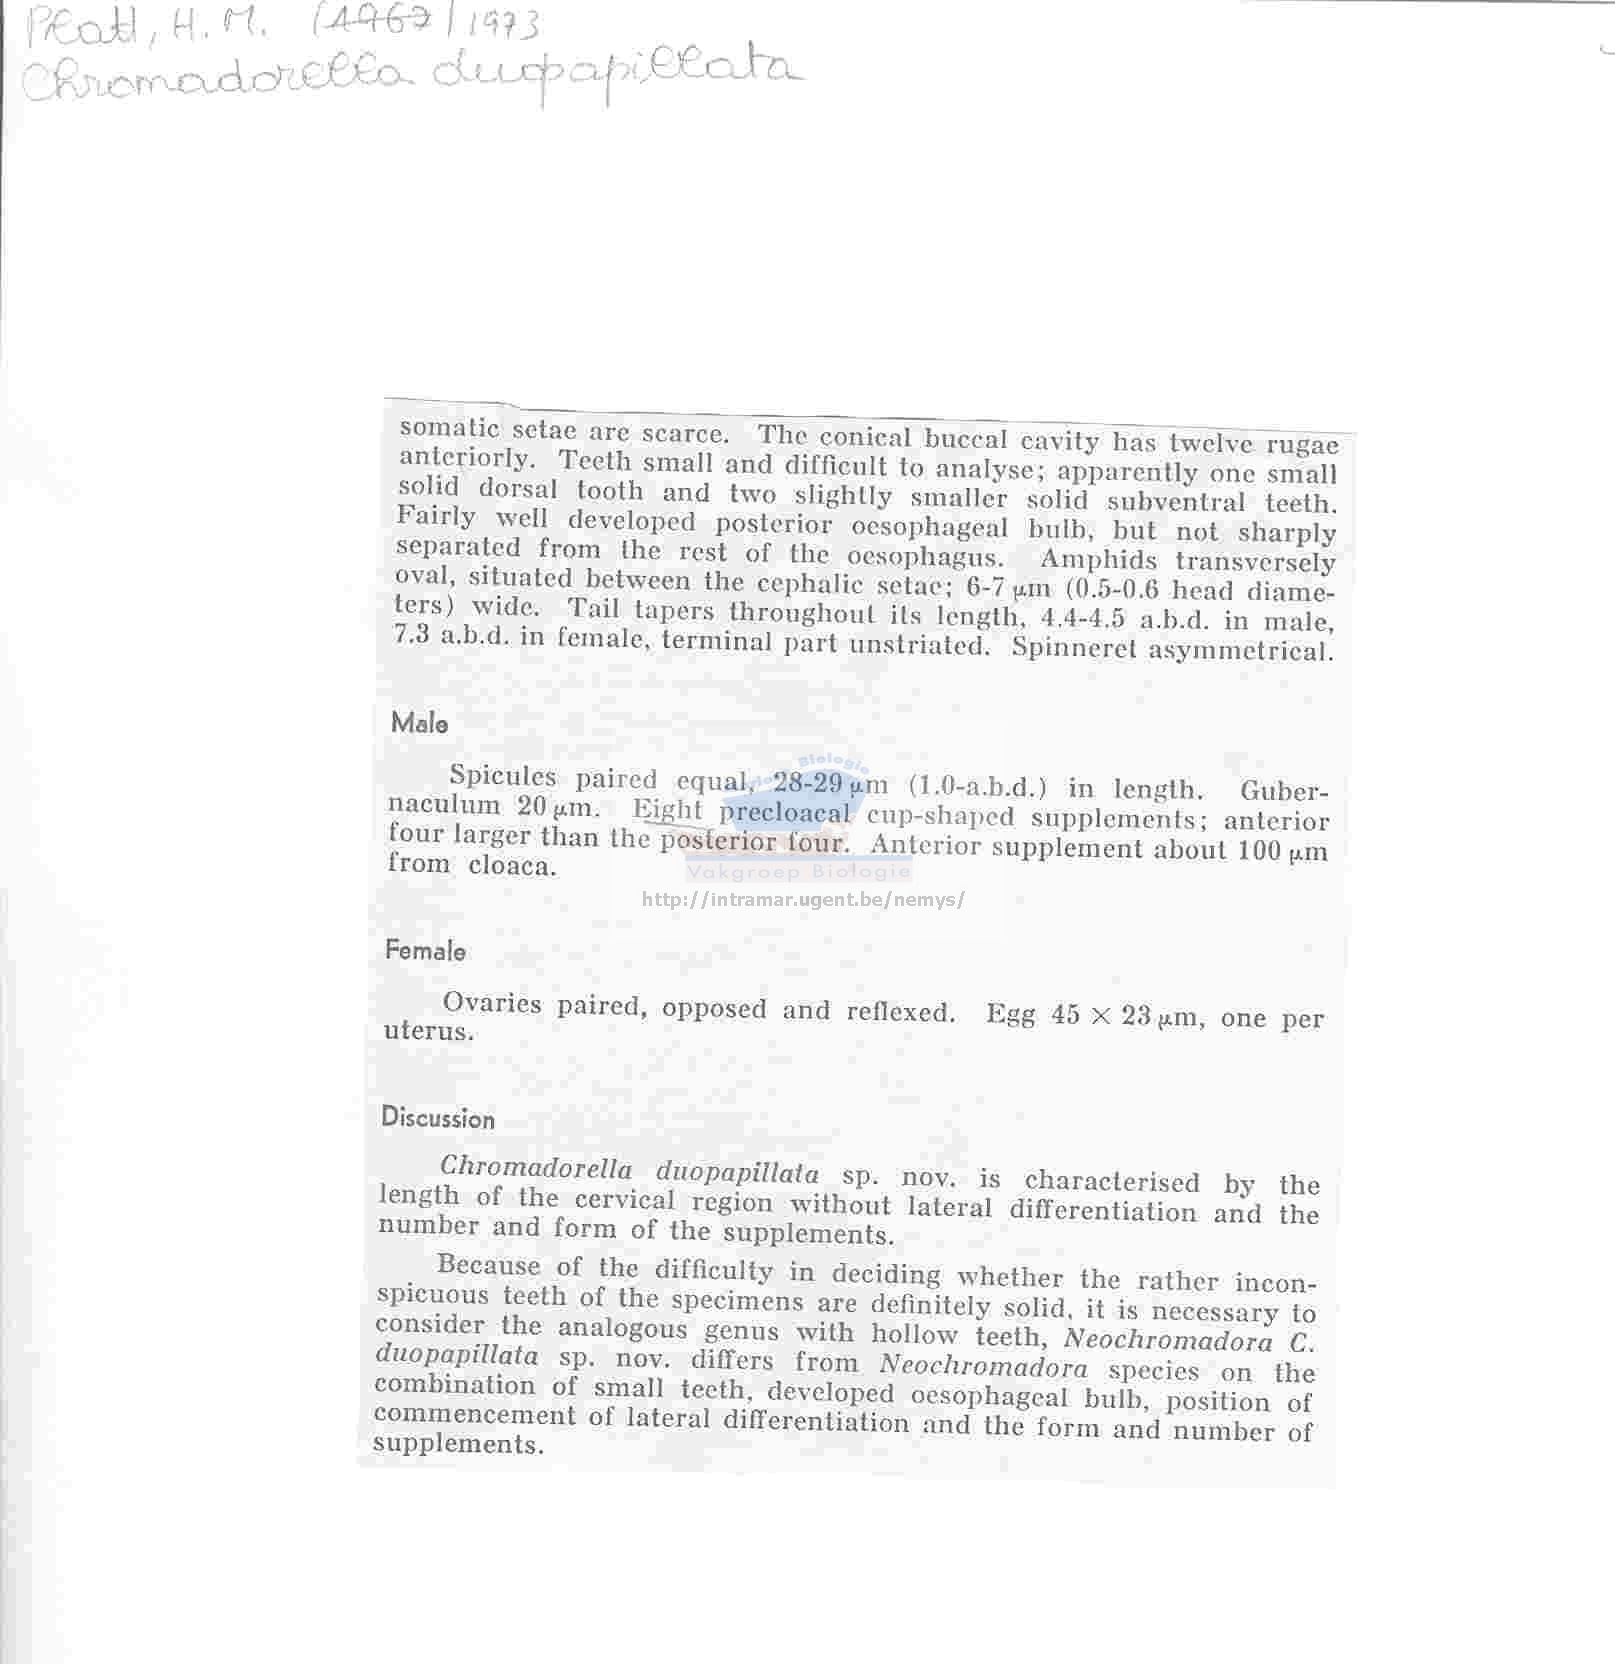 Platt, H. M. (1967) 1973
Chromadorella duopapillata
somatic setae are scarce. The conical buccal cavity has twelve rugae
anteriorly. Teeth small and difficult to analyse; apparently one small
solid dorsal tooth and two slightly smaller solid subventral teeth.
Fairly well developed posterior oesophageal bulb, but not sharply
separated from the rest of the oesophagus. Amphids transversely
oval, situated between the cephalic setae; 6-7 µm (0.5-0.6 head diame-
ters) wide. Tail tapers throughout its length, 4.4-4.5 a.b.d. in male,
7.3 a.b.d. in female, terminal part unstriated. Spinneret asymmetrical.
Male
Spicules paired equal, 28-29 µm (1.0-a.b.d.) in length. Guber-
naculum 20 µm. Eight precloacal cup-shaped supplements; anterior
four larger than the posterior four. Anterior supplement about 100 µm
from cloaca.
Biologie
Vakgroep Biologie
http://intramar.ugent.be/nemys/
Female
Ovaries paired, opposed and reflexed. Egg 45 × 23 µm, one per
uterus.
Discussion
Chromadorella duopapillata sp. nov. is characterised by the
length of the cervical region without lateral differentiation and the
number and form of the supplements.
Because of the difficulty in deciding whether the rather incon-
spicuous teeth of the specimens are definitely solid, it is necessary to
consider the analogous genus with hollow teeth, Neochromadora C.
duopapillata sp. nov. differs from Neochromadora species on the
combination of small teeth, developed oesophageal bulb, position of
commencement of lateral differentiation and the form and number of
supplements.